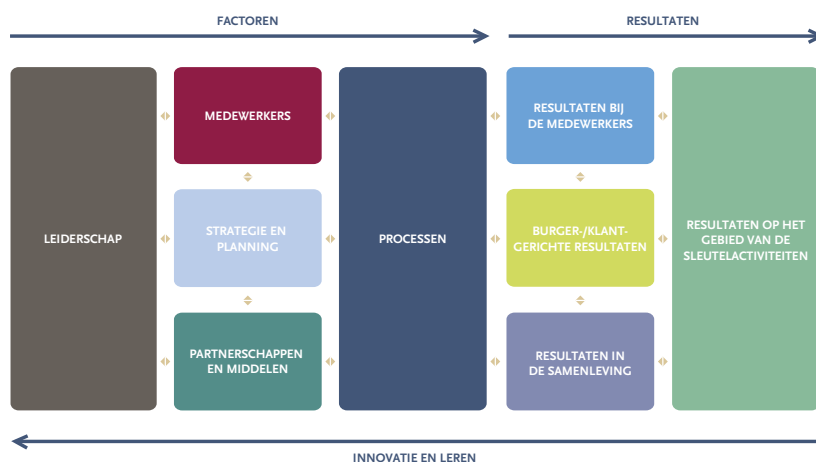 FACTOREN
RESULTATEN
LEIDERSCHAP
MEDEWERKERS
STRATEGIE EN
PLANNING
PARTNERSCHAPPEN
EN MIDDELEN
PROCESSEN
RESULTATEN BIJ
DE MEDEWERKERS
BURGER-/KLANT-
GERICHTE RESULTATEN
RESULTATEN IN
DE SAMENLEVING
RESULTATEN OP HET
GEBIED VAN DE
SLEUTELACTIVITEITEN
INNOVATIE EN LEREN